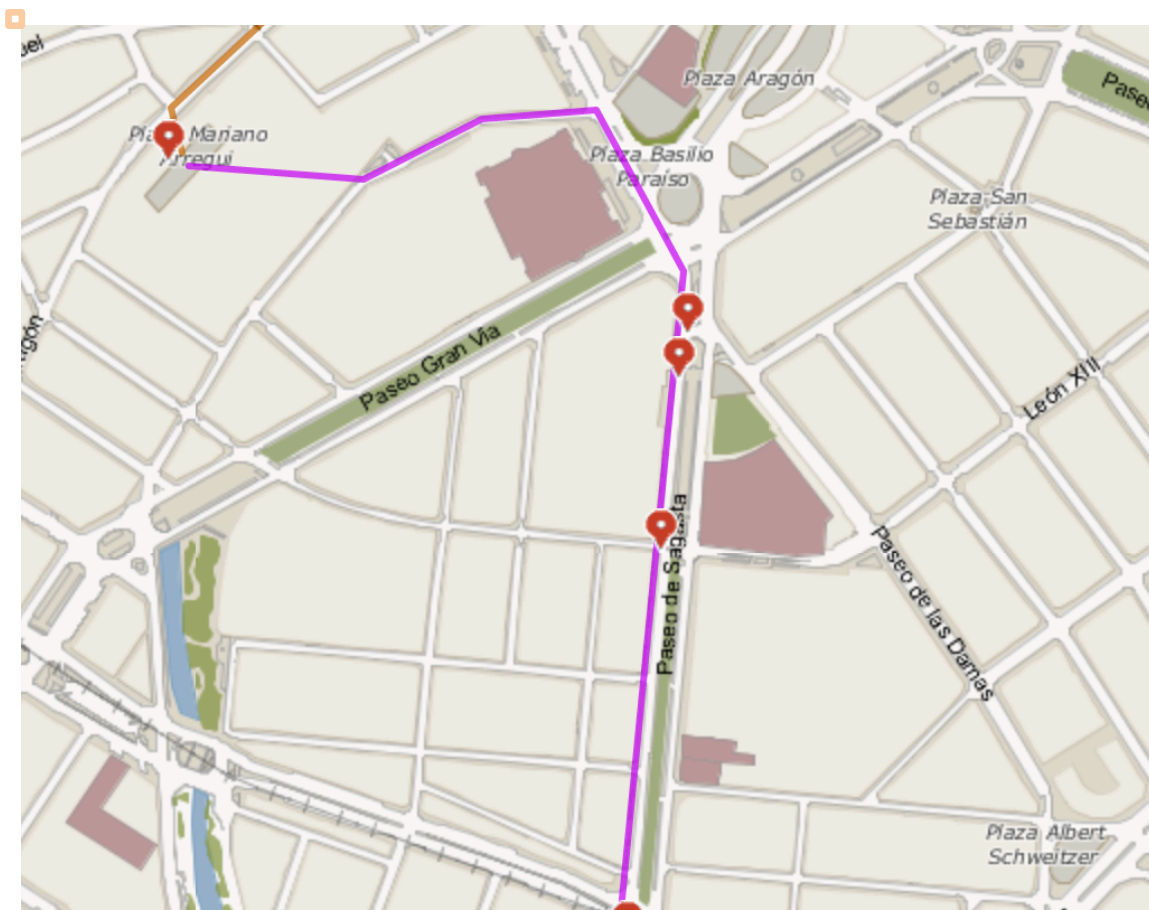 Plaza Aragón
Paseo
Mariano
Arregui
Plaza Basilio
Paraíso
Plaza San
Sebastián
Paseo Gran Vía
León XIII
Paseo de Sagasta
Paseo de las Damas
Plaza Albert
Schweitzer